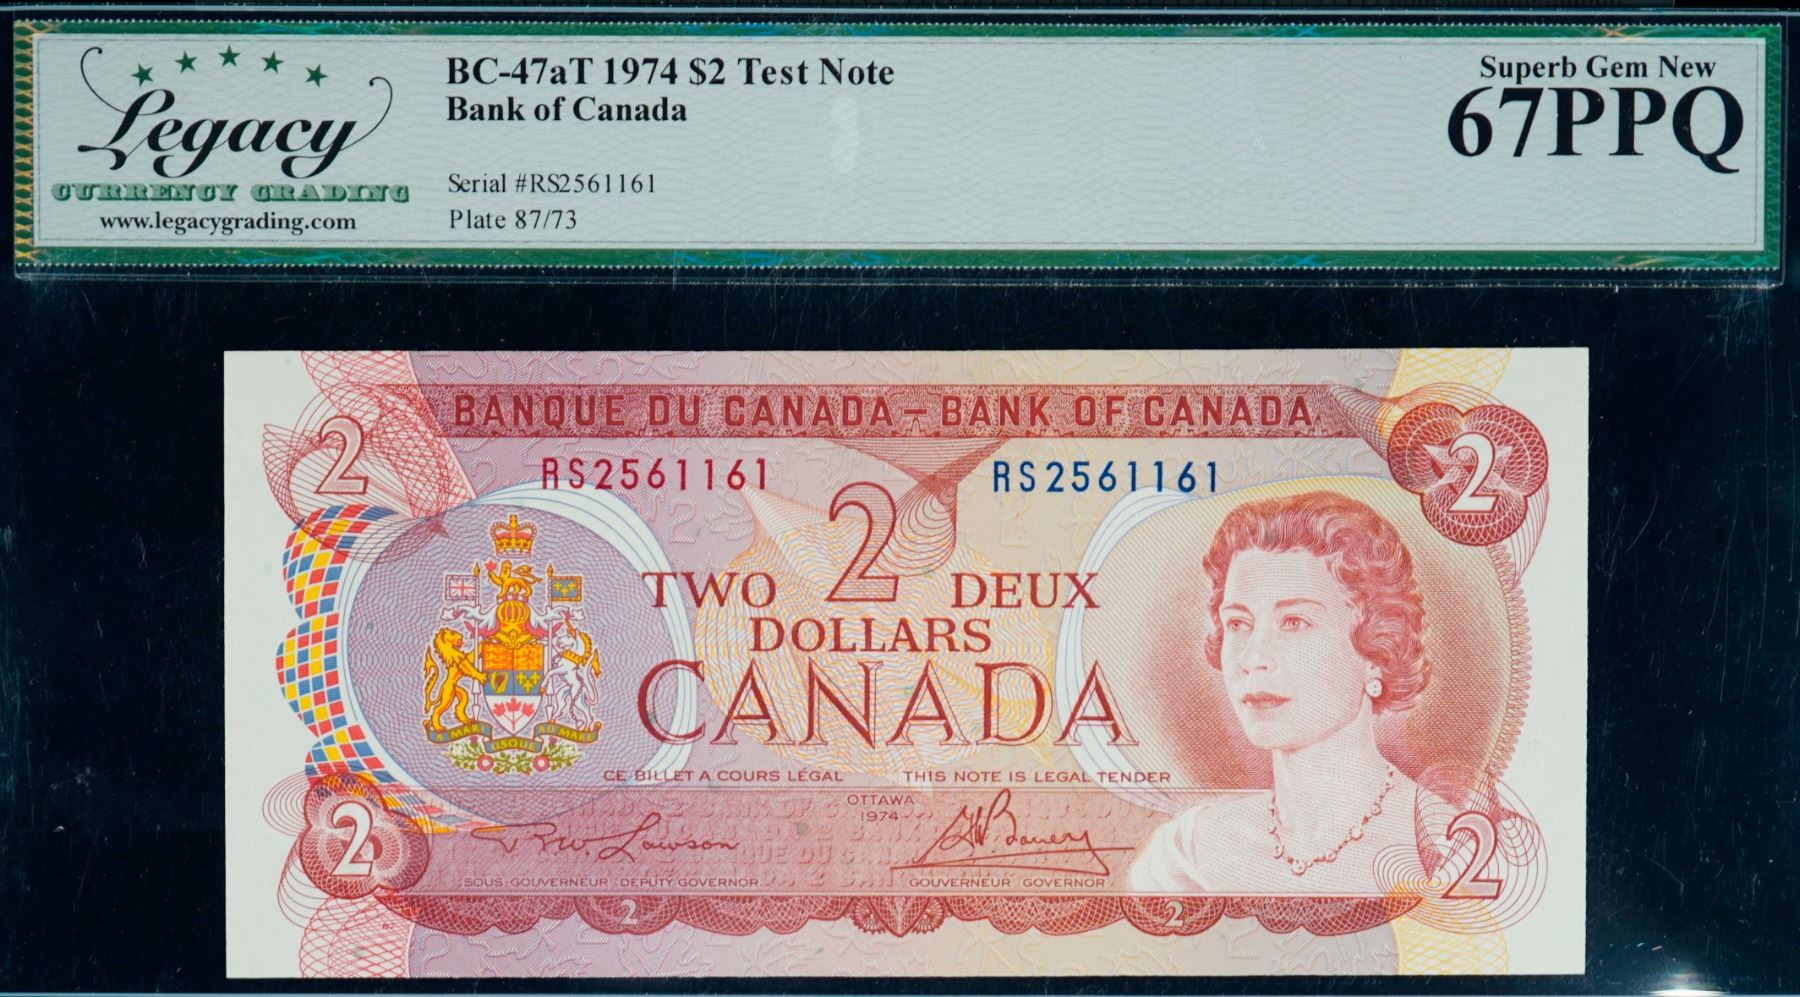 Legacy
CURRENCY GRADING
www.legacygrading.com
BC-47aT 1974 $2 Test Note
Bank of Canada
Serial #RS2561161
Plate 87/73
Superb Gem New
67PPQ
BANQUE DU CANADA – BANK OF CANADA
2
2
RS2561161
RS2561161
2
TWO DEUX
DOLLARS
CANADA
A MARI USQUE AD MARE
CE BILLET A COURS LÉGAL THIS NOTE IS LEGAL TENDER
OTTAWA
1974
2
2
R.W. Lawson
G.K. Bouey
SOUS-GOUVERNEUR DEPUTY GOVERNOR
GOUVERNEUR GOVERNOR
2
2